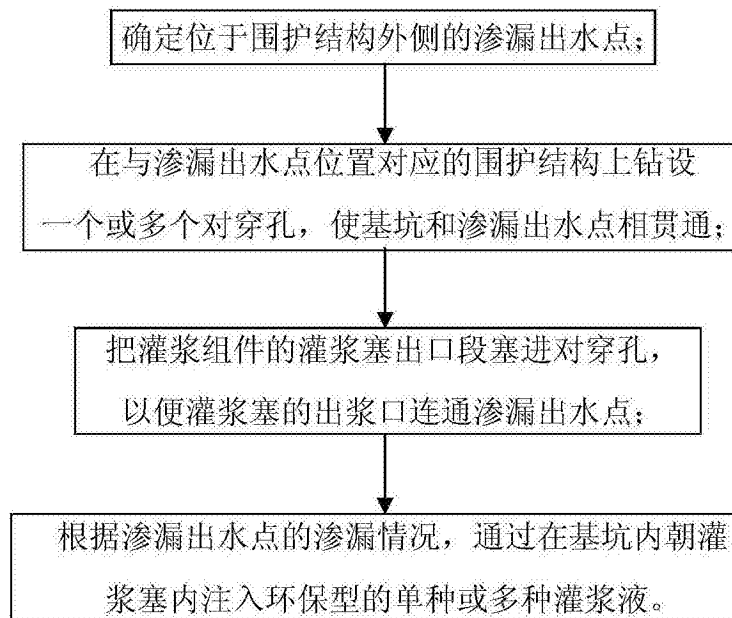 确定位于围护结构外侧的渗漏出水点;
在与渗漏出水点位置对应的围护结构上钻设
一个或多个对穿孔，使基坑和渗漏出水点相贯通;
把灌浆组件的灌浆塞出口段塞进对穿孔，
以便灌浆塞的出浆口连通渗漏出水点;
根据渗漏出水点的渗漏情况，通过在基坑内朝灌
浆塞内注入环保型的单种或多种灌浆液。